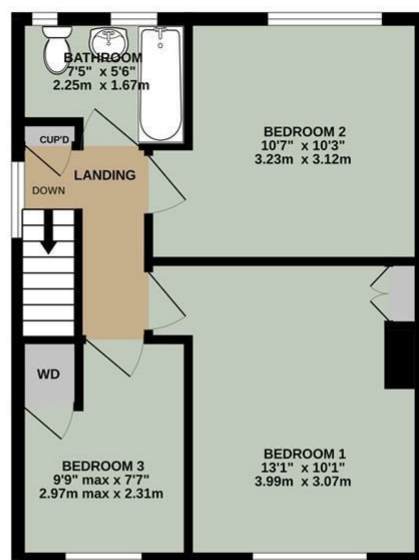 BATHROOM
7'5" x 5'6"
2.25m x 1.67m
BEDROOM 2
10'7" x 10'3"
3.23m x 3.12m
CUP'D
LANDING
DOWN
WD
BEDROOM 3
9'9" max x 7'7"
2.97m max x 2.31m
BEDROOM 1
13'1" x 10'1"
3.99m x 3.07m